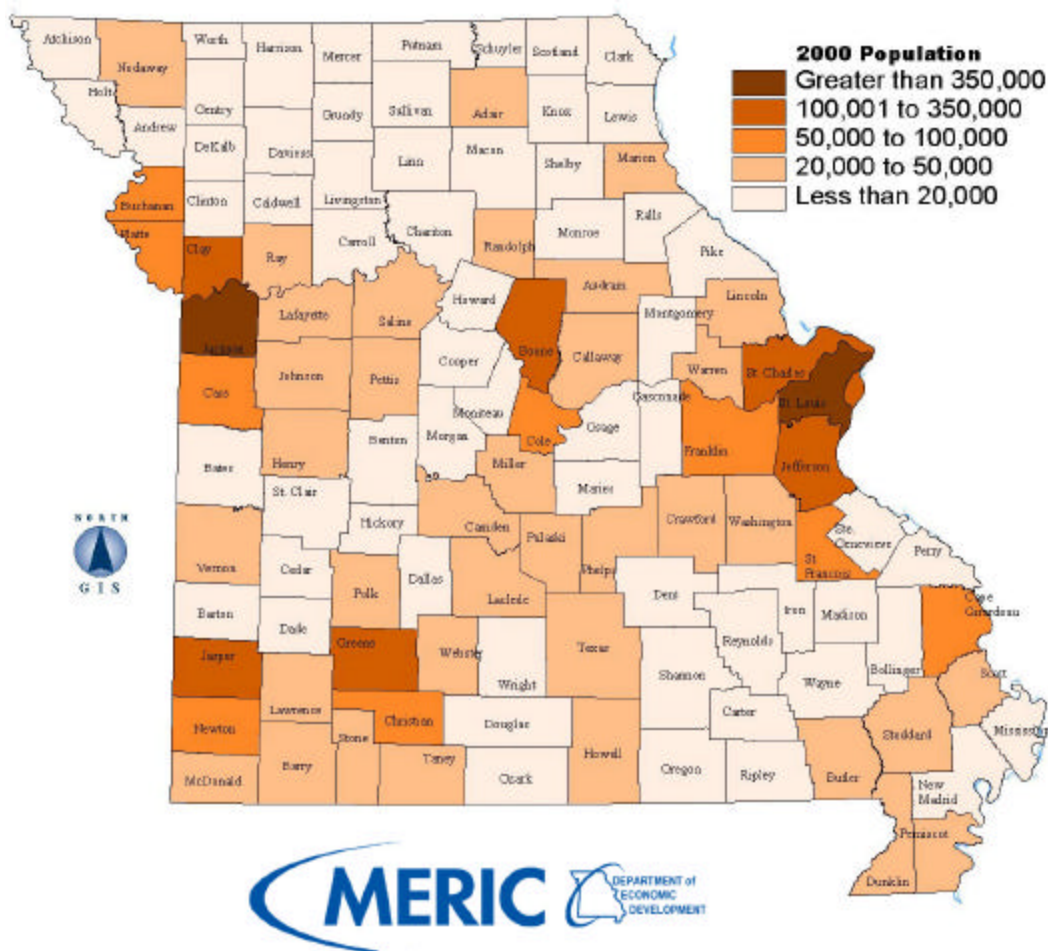 2000 Population
Greater than 350,000
100,001 to 350,000
50,000 to 100,000
20,000 to 50,000
Less than 20,000
Atchison
Nodaway
Worth
Harrison
Mercer
Putnam
Schuyler
Scotland
Clark
Holt
Andrew
Gentry
DeKalb
Daviess
Grundy
Sullivan
Adair
Knox
Lewis
Linn
Macon
Shelby
Marion
Buchanan
Clinton
Caldwell
Livingston
Chariton
Monroe
Ralls
Pike
Platte
Clay
Ray
Carroll
Randolph
Audrain
Lincoln
Jackson
Lafayette
Saline
Howard
Boone
Callaway
Montgomery
Warren
St. Charles
St. Louis
Cass
Johnson
Pettis
Cooper
Moniteau
Cole
Osage
Gasconade
Franklin
Jefferson
Bates
Henry
Benton
Morgan
Miller
Maries
St. Clair
Hickory
Camden
Pulaski
Phelps
Crawford
Washington
Ste.
Genevieve
St
Francois
Perry
NORTH
GIS
Vernon
Cedar
Polk
Dallas
Laclede
Dent
Iron
Madison
Cape
Girardeau
Barton
Dade
Reynolds
Bollinger
Jasper
Greene
Webster
Wright
Texas
Shannon
Wayne
Scott
Lawrence
Christian
Douglas
Carter
Stoddard
Mississippi
Newton
Stone
Taney
Howell
McDonald
Barry
Ozark
Oregon
Ripley
Butler
New
Madrid
Pemiscot
Dunklin
MERIC
DEPARTMENT of
ECONOMIC
DEVELOPMENT